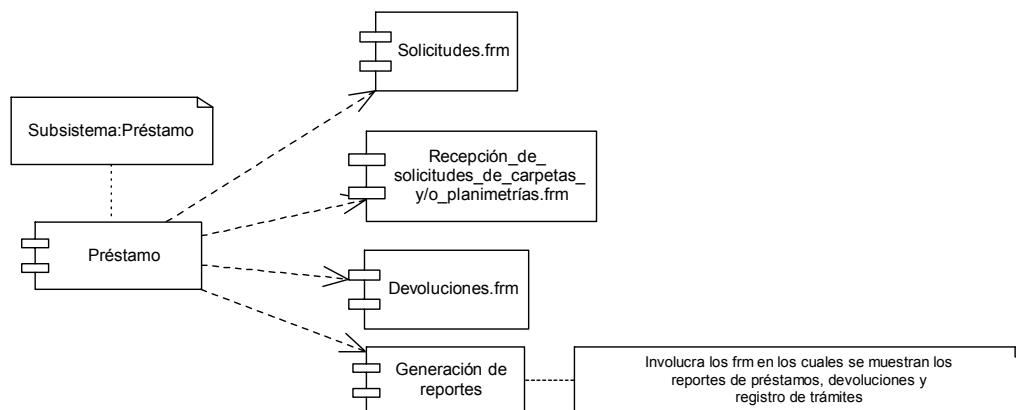 Solicitudes.frm
Subsistema:Préstamo
Recepción_de_
solicitudes_de_carpetas_
y/o_planimetrías.frm
Préstamo
Devoluciones.frm
Generación de
reportes
Involucra los frm en los cuales se muestran los
reportes de préstamos, devoluciones y
registro de trámites